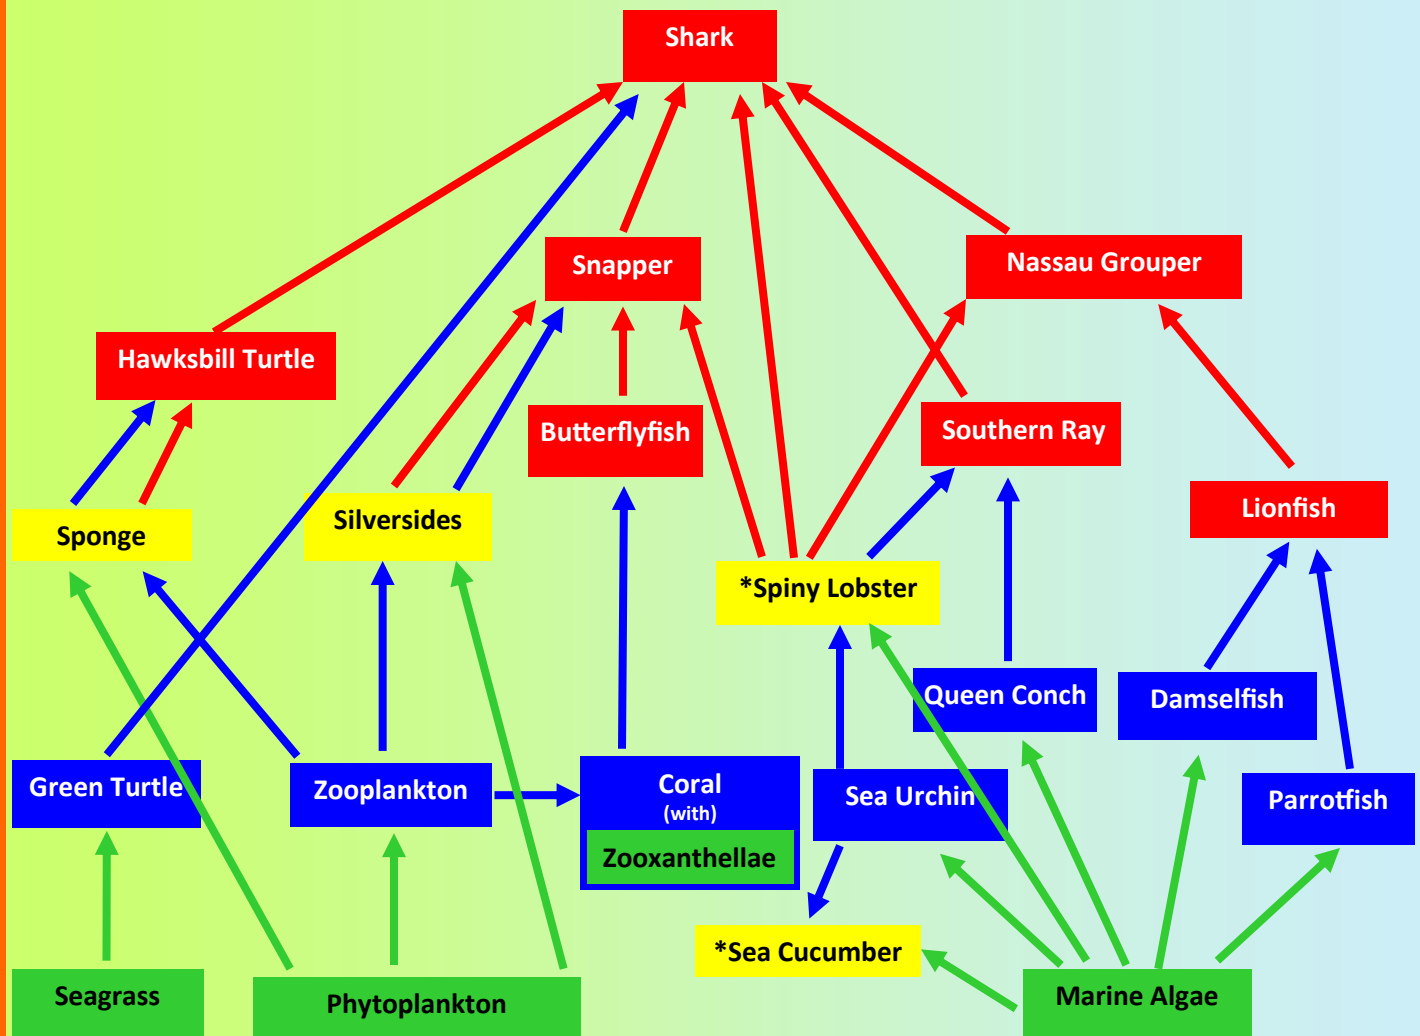 Shark
Snapper
Nassau Grouper
Hawksbill Turtle
Butterflyfish
Southern Ray
Lionfish
Sponge
Silversides
*Spiny Lobster
Queen Conch
Damselfish
Green Turtle
Zooplankton
Coral
(with)
Zooxanthellae
Sea Urchin
Parrotfish
*Sea Cucumber
Seagrass
Phytoplankton
Marine Algae